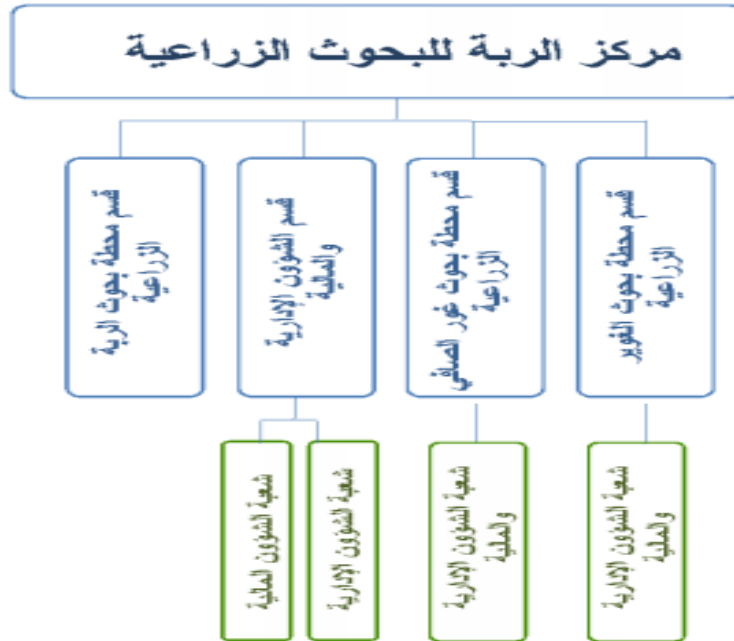 مركز الربة للبحوث الزراعية
قسم محطة بحوث الغوير
الزراعية
قسم محطة بحوث غور الصافي
الزراعية
قسم الشؤون الإدارية
والمالية
قسم محطة بحوث الربة
الزراعية
شعبة الشؤون الإدارية
والمالية
شعبة الشؤون الإدارية
والمالية
شعبة الشؤون الإدارية
شعبة الشؤون المالية